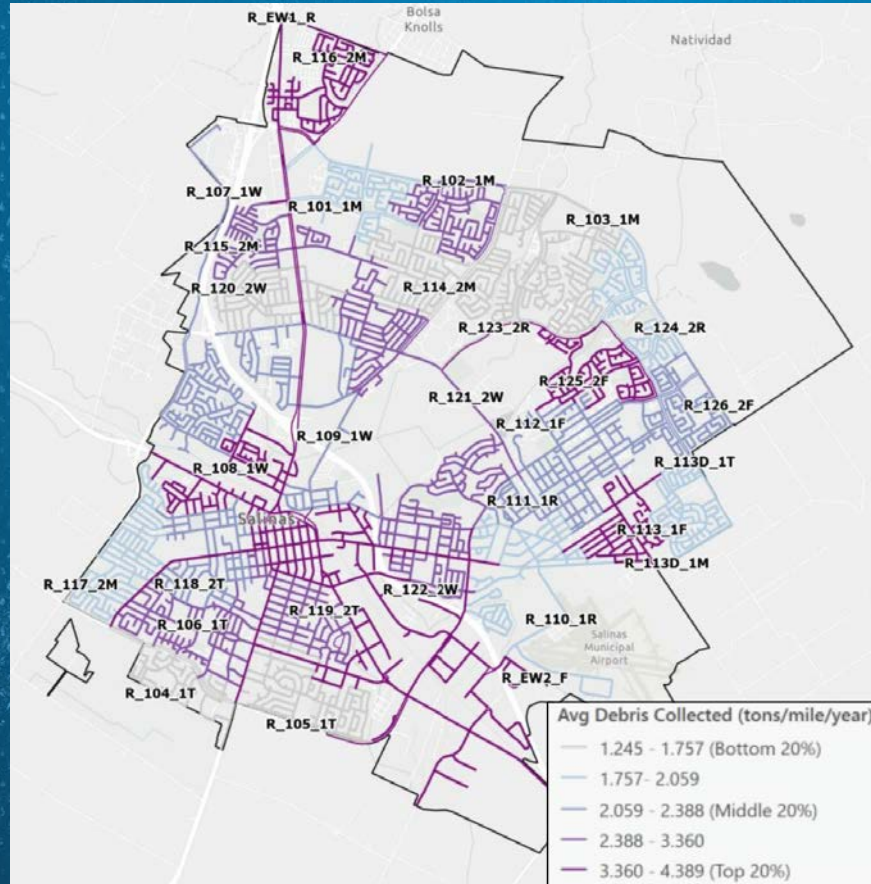 Bolsa
Knolls
R_EW1_R
Natividad
R_116_2M
R_107_1W
R_102_1M
R_101_1M
R_103_1M
R_115_2M
R_120_2W
R_114_2M
R_123_2R
R_124_2R
R_125_2F
R_121_2W
R_126_2F
R_112_1F
R_109_1W
R_108_1W
R_113D_1T
R_111_1R
Salinas
R_113_1F
R_113D_1M
R_117_2M
R_118_2T
R_122_2W
R_119_2T
R_106_1T
R_110_1R
Salinas
Municipal
Airport
R_EW2_F
R_104_1T
R_105_1T
Avg Debris Collected (tons/mile/year)
1.245 - 1.757 (Bottom 20%)
1.757- 2.059
2.059 - 2.388 (Middle 20%)
2.388 - 3.360
3.360 - 4.389 (Top 20%)